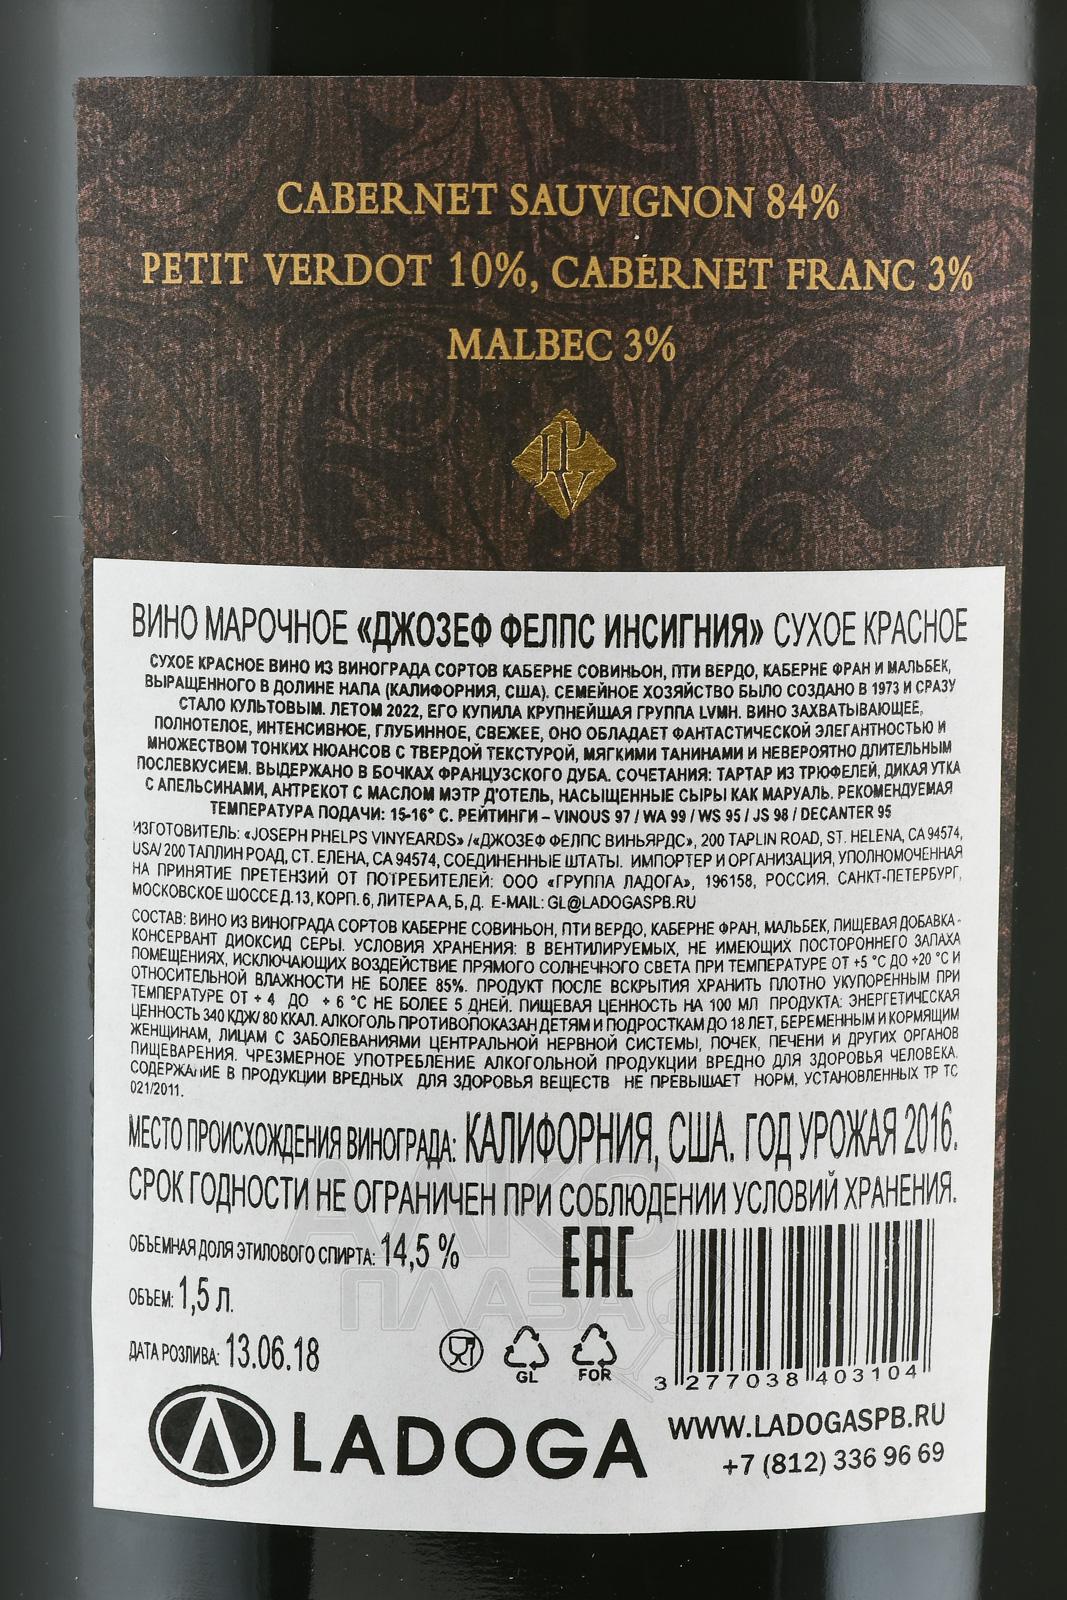 CABERNET SAUVIGNON 84%
PETIT VERDOT 10%, CABERNET FRANC 3%
MALBEC 3%
JPV
ВИНО МАРОЧНОЕ «ДЖОЗЕФ ФЕЛПС ИНСИГНИЯ» СУХОЕ КРАСНОЕ
СУХОЕ КРАСНОЕ ВИНО ИЗ ВИНОГРАДА СОРТОВ КАБЕРНЕ СОВИНЬОН, ПТИ ВЕРДО, КАБЕРНЕ ФРАН И МАЛЬБЕК,
ВЫРАЩЕННОГО В ДОЛИНЕ НАПА (КАЛИФОРНИЯ, США). СЕМЕЙНОЕ ХОЗЯЙСТВО БЫЛО СОЗДАНО В 1973 И СРАЗУ
СТАЛО КУЛЬТОВЫМ. ЛЕТОМ 2022, ЕГО КУПИЛА КРУПНЕЙШАЯ ГРУППА LVMH. ВИНО ЗАХВАТЫВАЮЩЕЕ,
ПОЛНОТЕЛОЕ, ИНТЕНСИВНОЕ, ГЛУБИННОЕ, СВЕЖЕЕ, ОНО ОБЛАДАЕТ ФАНТАСТИЧЕСКОЙ ЭЛЕГАНТНОСТЬЮ И
МНОЖЕСТВОМ ТОНКИХ НЮАНСОВ С ТВЕРДОЙ ТЕКСТУРОЙ, МЯГКИМИ ТАНИНАМИ И НЕВЕРОЯТНО ДЛИТЕЛЬНЫМ
ПОСЛЕВКУСИЕМ. ВЫДЕРЖАНО В БОЧКАХ ФРАНЦУЗСКОГО ДУБА. СОЧЕТАНИЯ: ТАРТАР ИЗ ТРЮФЕЛЕЙ, ДИКАЯ УТКА
С АПЕЛЬСИНАМИ, АНТРЕКОТ С МАСЛОМ МЭТР Д'ОТЕЛЬ, НАСЫЩЕННЫЕ СЫРЫ КАК МАРУАЛЬ. РЕКОМЕНДУЕМАЯ
ТЕМПЕРАТУРА ПОДАЧИ: 15-16° С. РЕЙТИНГИ – VINOUS 97 / WA 99 / WS 95 / JS 98 / DECANTER 95
ИЗГОТОВИТЕЛЬ: «JOSEPH PHELPS VINYEARDS» /«ДЖОЗЕФ ФЕЛПС ВИНЬЯРДС», 200 TAPLIN ROAD, ST. HELENA, CA 94574,
USA/ 200 ТАПЛИН РОАД, СТ. ЕЛЕНА, СА 94574, СОЕДИНЕННЫЕ ШТАТЫ. ИМПОРТЕР И ОРГАНИЗАЦИЯ, УПОЛНОМОЧЕННАЯ
НА ПРИНЯТИЕ ПРЕТЕНЗИЙ ОТ ПОТРЕБИТЕЛЕЙ: ООО «ГРУППА ЛАДОГА», 196158, РОССИЯ, САНКТ-ПЕТЕРБУРГ,
МОСКОВСКОЕ ШОССЕ Д.13, КОРП. 6, ЛИТЕРА А, Б, Д. E-MAIL: GL@LADOGASPB.RU
СОСТАВ: ВИНО ИЗ ВИНОГРАДА СОРТОВ КАБЕРНЕ СОВИНЬОН, ПТИ ВЕРДО, КАБЕРНЕ ФРАН, МАЛЬБЕК, ПИЩЕВАЯ ДОБАВКА -
КОНСЕРВАНТ ДИОКСИД СЕРЫ. УСЛОВИЯ ХРАНЕНИЯ: В ВЕНТИЛИРУЕМЫХ, НЕ ИМЕЮЩИХ ПОСТОРОННЕГО ЗАПАХА
ПОМЕЩЕНИЯХ, ИСКЛЮЧАЮЩИХ ВОЗДЕЙСТВИЕ ПРЯМОГО СОЛНЕЧНОГО СВЕТА ПРИ ТЕМПЕРАТУРЕ ОТ +5 °С ДО +20 °С И
ОТНОСИТЕЛЬНОЙ ВЛАЖНОСТИ НЕ БОЛЕЕ 85%. ПРОДУКТ ПОСЛЕ ВСКРЫТИЯ ХРАНИТЬ ПЛОТНО УКУПОРЕННЫМ ПРИ
ТЕМПЕРАТУРЕ ОТ + 4 ДО + 6 °С НЕ БОЛЕЕ 5 ДНЕЙ. ПИЩЕВАЯ ЦЕННОСТЬ НА 100 МЛ ПРОДУКТА: ЭНЕРГЕТИЧЕСКАЯ
ЦЕННОСТЬ 340 КДЖ/ 80 ККАЛ. АЛКОГОЛЬ ПРОТИВОПОКАЗАН ДЕТЯМ И ПОДРОСТКАМ ДО 18 ЛЕТ, БЕРЕМЕННЫМ И КОРМЯЩИМ
ЖЕНЩИНАМ, ЛИЦАМ С ЗАБОЛЕВАНИЯМИ ЦЕНТРАЛЬНОЙ НЕРВНОЙ СИСТЕМЫ, ПОЧЕК, ПЕЧЕНИ И ДРУГИХ ОРГАНОВ
ПИЩЕВАРЕНИЯ. ЧРЕЗМЕРНОЕ УПОТРЕБЛЕНИЕ АЛКОГОЛЬНОЙ ПРОДУКЦИИ ВРЕДНО ДЛЯ ЗДОРОВЬЯ ЧЕЛОВЕКА.
СОДЕРЖАНИЕ В ПРОДУКЦИИ ВРЕДНЫХ ДЛЯ ЗДОРОВЬЯ ВЕЩЕСТВ НЕ ПРЕВЫШАЕТ НОРМ, УСТАНОВЛЕННЫХ ТР ТС
021/2011.
МЕСТО ПРОИСХОЖДЕНИЯ ВИНОГРАДА: КАЛИФОРНИЯ, США. ГОД УРОЖАЯ 2016.
СРОК ГОДНОСТИ НЕ ОГРАНИЧЕН ПРИ СОБЛЮДЕНИИ УСЛОВИЙ ХРАНЕНИЯ.
ОБЪЕМНАЯ ДОЛЯ ЭТИЛОВОГО СПИРТА: 14,5 %
EAC
ОБЪЕМ: 1,5 Л.
ДАТА РОЗЛИВА: 13.06.18
GL
FOR
3 277038 403104
АЛКО
ПЛАЗА.ru
LADOGA
WWW.LADOGASPB.RU
+7 (812) 336 96 69